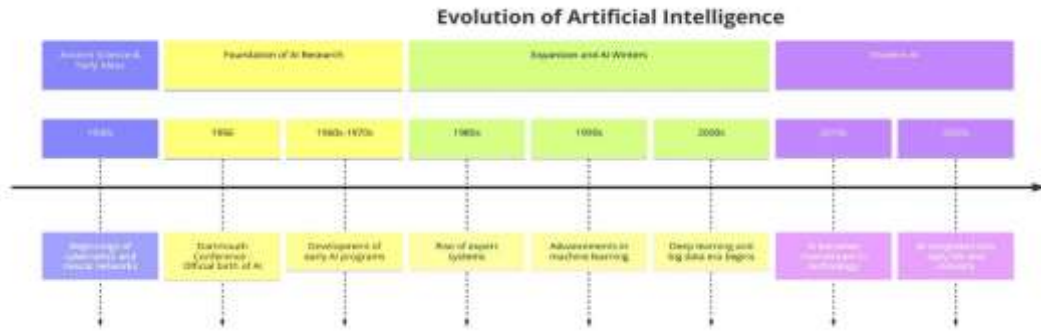 Evolution of Artificial Intelligence
Ancient Science &
Early Ideas
Foundation of AI Research
Expansion and AI Winters
Modern AI
1940s
1956
1960s-1970s
1980s
1990s
2000s
2010s
2020s
Beginnings of
cybernetics and
neural networks
Dartmouth
Conference -
Official birth of AI
Development of
early AI programs
Rise of expert
systems
Advancements in
machine learning
Deep learning and
big data era begins
AI becomes
mainstream in
technology
AI integrated into
daily life and
industry